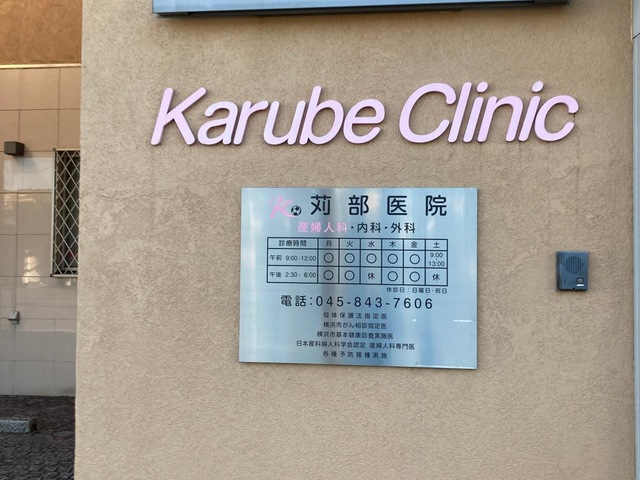 Karube Clinic
K 苅部医院
産婦人科・内科・外科
診療時間 月 火 水 木 金 土
午前 9:00-12:00 ○ ○ ○ ○ ○ 9:00 13:00
午後 2:30- 6:00 ○ ○ 休 ○ ○ 休
休診日:日曜日・祝日
電話:045-843-7606
母体保護法指定医
横浜市がん相談指定医
横浜市基本健康診査実施医
日本産科婦人科学会認定 産婦人科専門医
各種予防接種実施